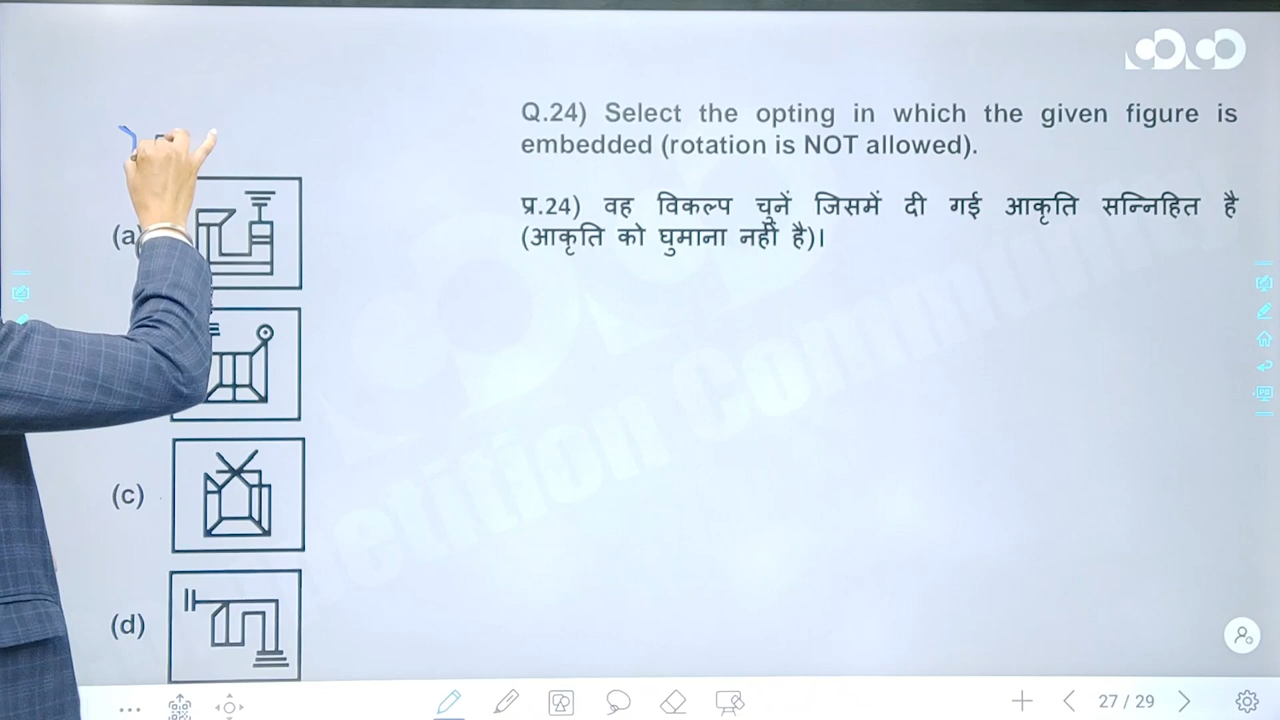 Q.24) Select the opting in which the given figure is
embedded (rotation is NOT allowed).
प्र.24) वह विकल्प चुनें जिसमें दी गई आकृति सन्निहित है
(आकृति को घुमाना नहीं है)।
(a
(c)
(d)
27 / 29